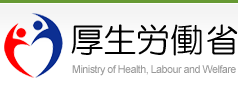 厚生労働省
Ministry of Health, Labour and Welfare